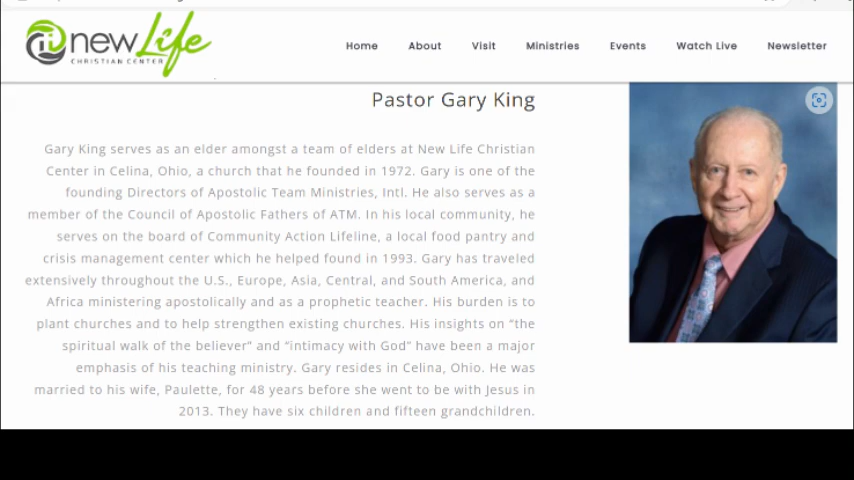 new Life
CHRISTIAN CENTER
Home About Visit Ministries Events Watch Live Newsletter
Pastor Gary King
Gary King serves as an elder amongst a team of elders at New Life Christian
Center in Celina, Ohio, a church that he founded in 1972. Gary is one of the
founding Directors of Apostolic Team Ministries, Intl. He also serves as a
member of the Council of Apostolic Fathers of ATM. In his local community, he
serves on the board of Community Action Lifeline, a local food pantry and
crisis management center which he helped found in 1993. Gary has traveled
extensively throughout the U.S., Europe, Asia, Central, and South America, and
Africa ministering apostolically and as a prophetic teacher. His burden is to
plant churches and to help strengthen existing churches. His insights on "the
spiritual walk of the believer" and "intimacy with God" have been a major
emphasis of his teaching ministry. Gary resides in Celina, Ohio. He was
married to his wife, Paulette, for 48 years before she went to be with Jesus in
2013. They have six children and fifteen grandchildren.